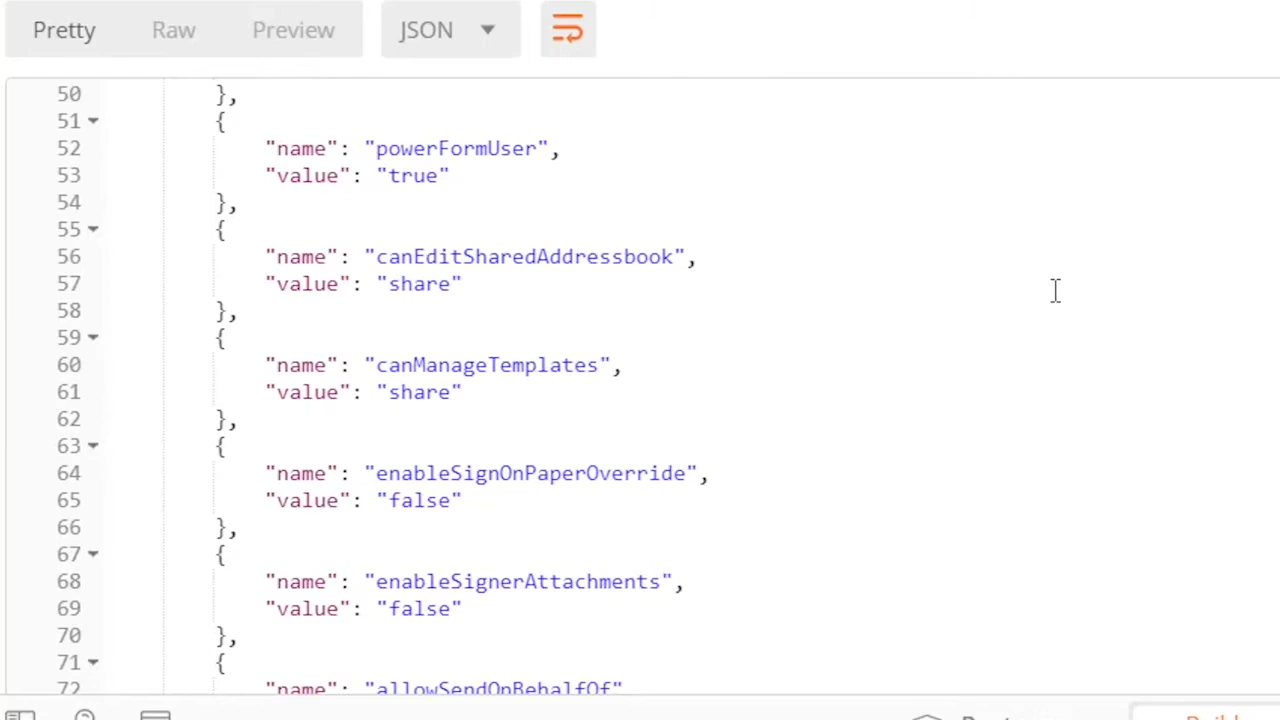 Pretty Raw Preview JSON
50 },
51 {
52 "name": "powerFormUser",
53 "value": "true"
54 },
55 {
56 "name": "canEditSharedAddressbook",
57 "value": "share"
58 },
59 {
60 "name": "canManageTemplates",
61 "value": "share"
62 },
63 {
64 "name": "enableSignOnPaperOverride",
65 "value": "false"
66 },
67 {
68 "name": "enableSignerAttachments",
69 "value": "false"
70 },
71 {
72 "name": "allowSendOnBehalfOf"